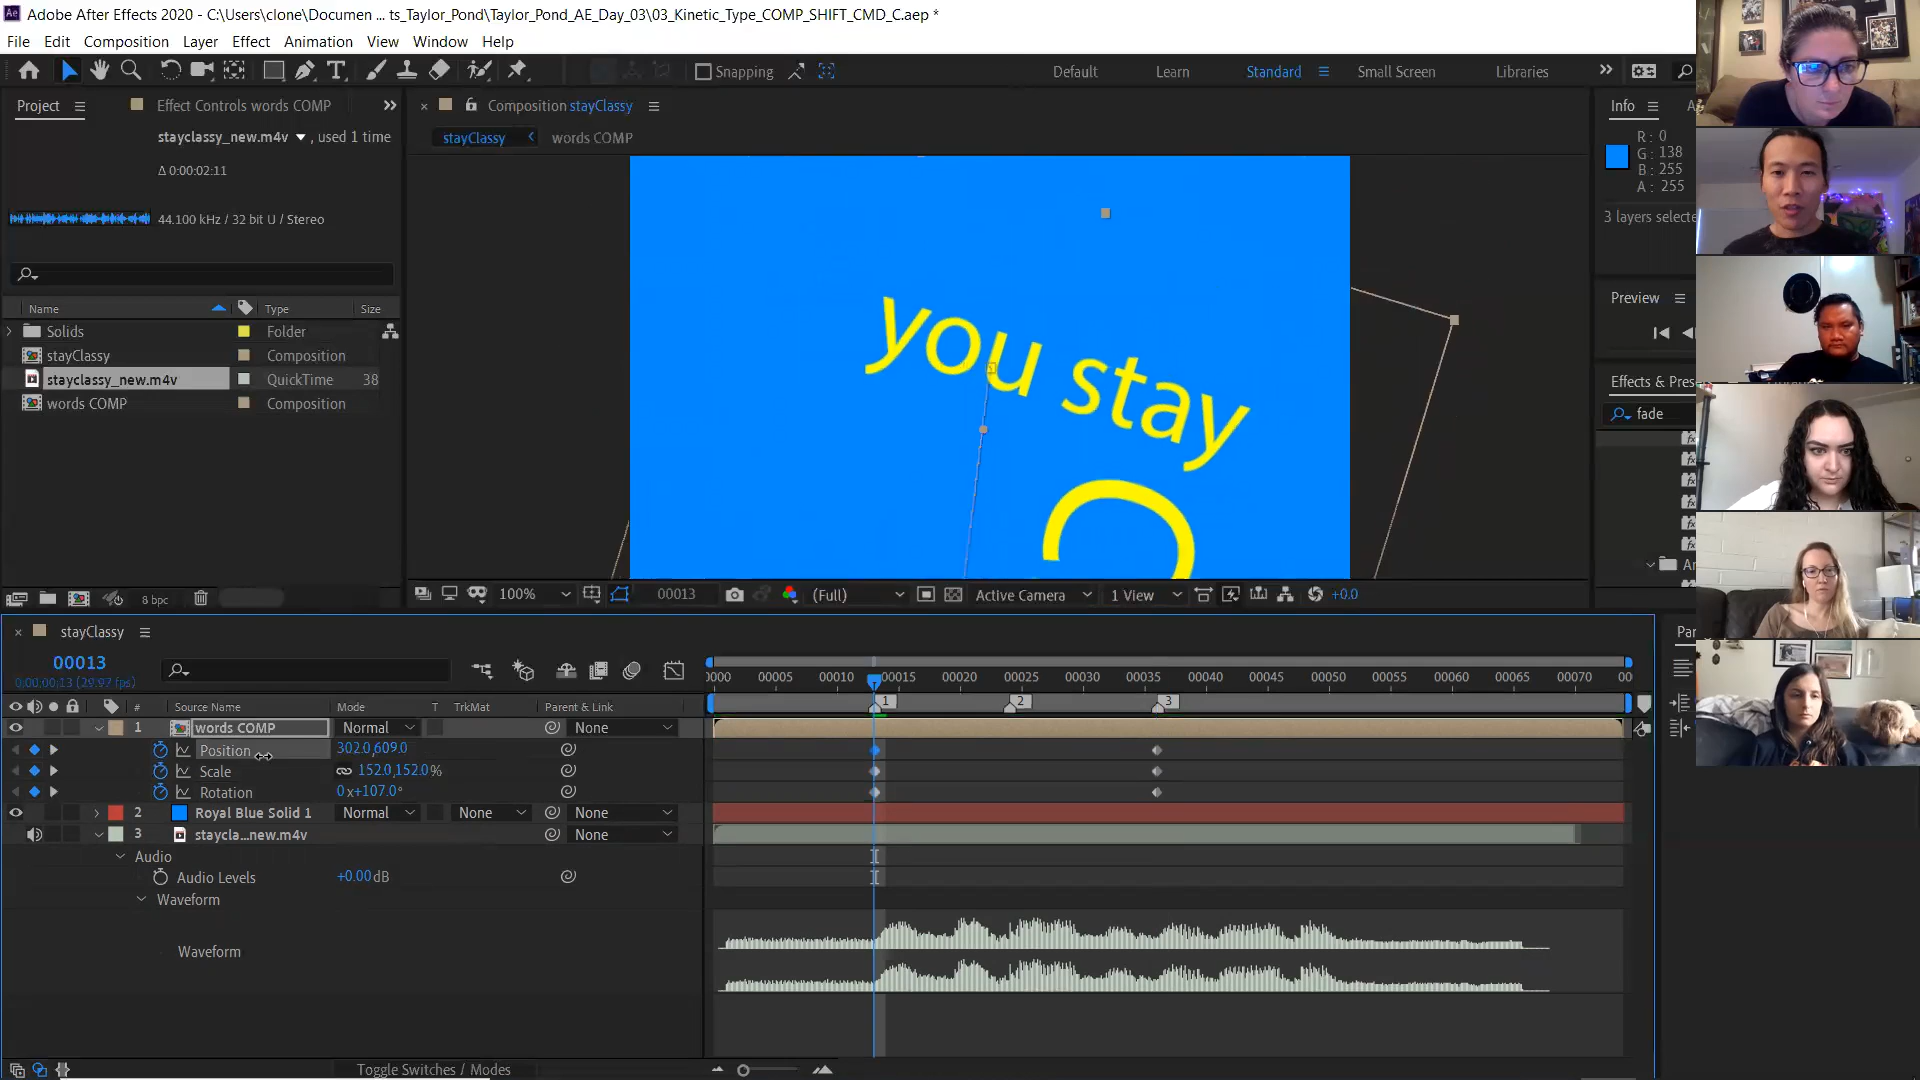 Adobe After Effects 2020 - C:\Users\clone\Documen ... ts_Taylor_Pond\Taylor_Pond_AE_Day_03\03_Kinetic_Type_COMP_SHIFT_CMD_C.aep *
File Edit Composition Layer Effect Animation View Window Help
Snapping Default Learn Standard Small Screen Libraries
Project Effect Controls words COMP
Composition stayClassy
Info
stayclassy_new.m4v , used 1 time
stayClassy words COMP
R: 0
G: 138
B: 255
A: 255
Δ 0:00:02:11
44.100 kHz / 32 bit U / Stereo
3 layers selecte
Name Type Size
Solids Folder
stayClassy Composition
stayclassy_new.m4v QuickTime 38
words COMP Composition
you stay
Preview
Effects & Pres
fade
8 bpc
100% 00013 (Full) Active Camera 1 View +0.0
stayClassy
00013
0:00:00:13 (29.97 fps)
00005 00010 00015 00020 00025 00030 00035 00040 00045 00050 00055 00060 00065 00070 00
# Source Name Mode T TrkMat Parent & Link
1 2 3
1 words COMP Normal None
Position 302.0,609.0
Scale 152.0,152.0%
Rotation 0x+107.0°
2 Royal Blue Solid 1 Normal None None
3 staycla...new.m4v None
Audio
Audio Levels +0.00dB
Waveform
Waveform
Toggle Switches / Modes